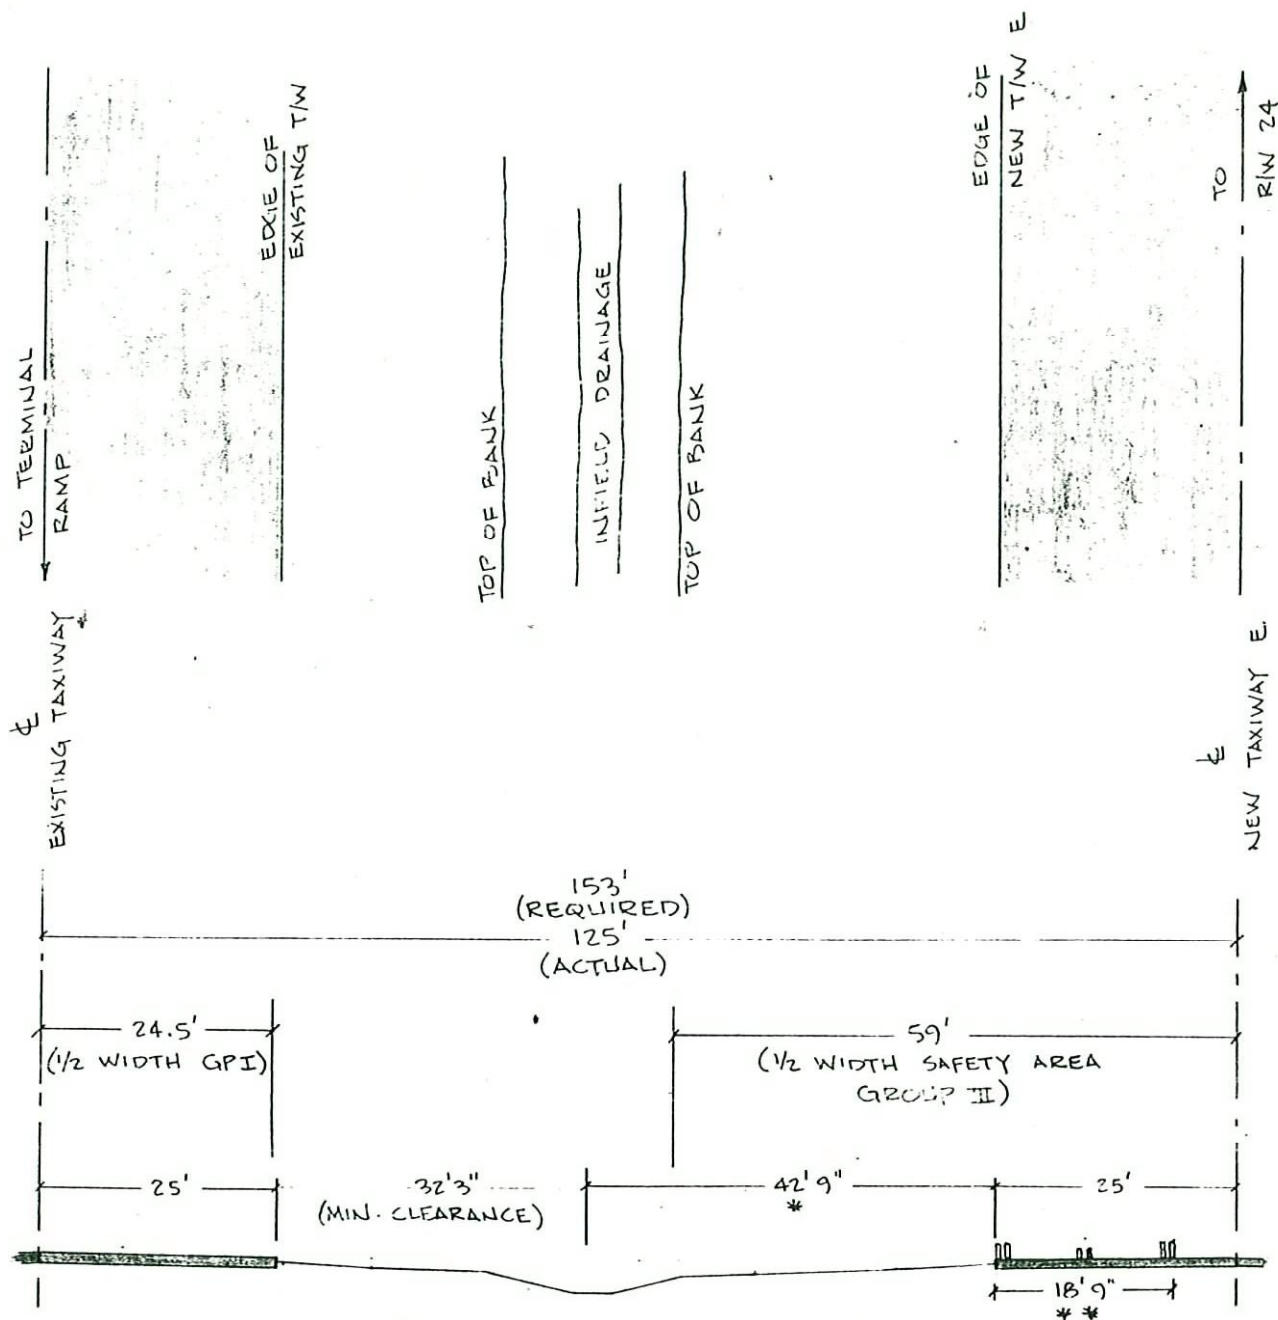 TO TERMINAL
RAMP
EDGE OF
EXISTING T/W
TOP OF BANK
INFIELD DRAINAGE
TOP OF BANK
EDGE OF
NEW T/W E
TO
R/W 24
℄
EXISTING TAXIWAY
℄
NEW TAXIWAY E.
153'
(REQUIRED)
125'
(ACTUAL)
24.5'
(1/2 WIDTH GP I)
59'
(1/2 WIDTH SAFETY AREA
GROUP III)
25'
32'3"
(MIN. CLEARANCE)
42'9"
*
25'
18'9"
* *